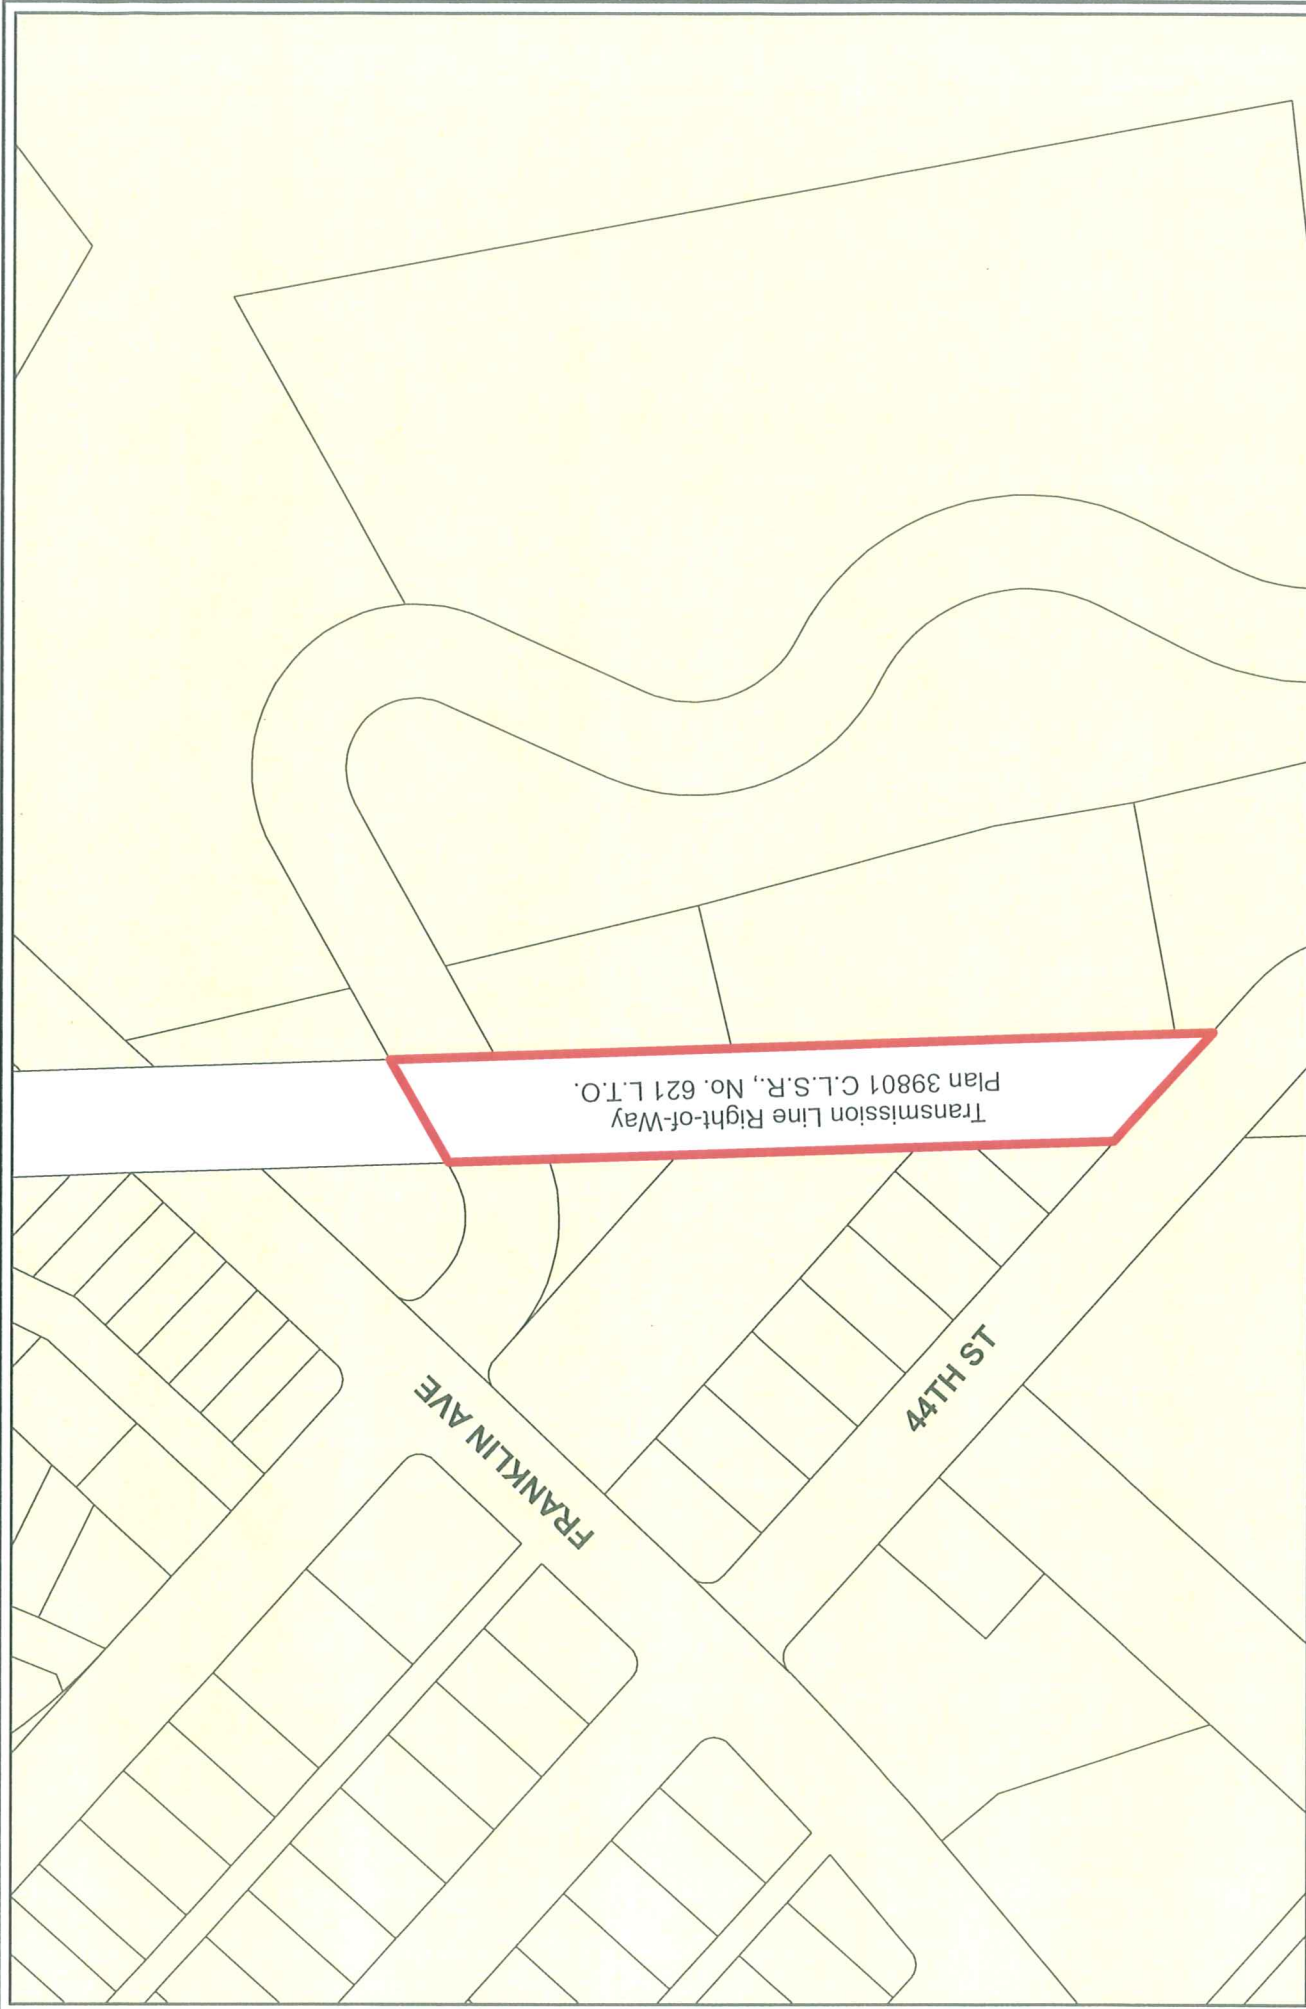 Transmission Line Right-of-Way
Plan 39801 C.L.S.R., No. 621 L.T.O.
FRANKLIN AVE
44TH ST